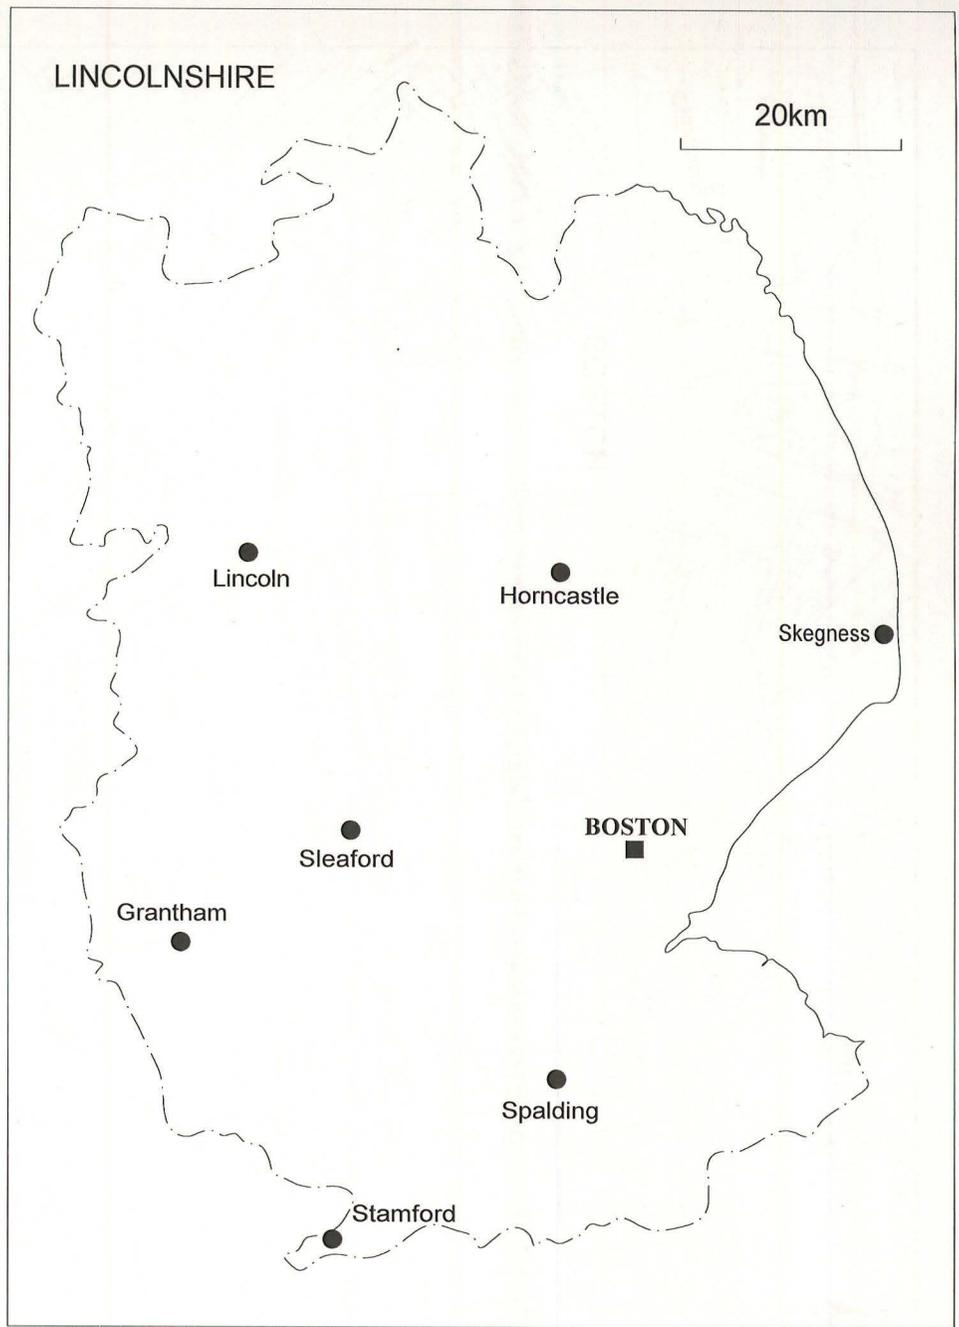 LINCOLNSHIRE
20km
Lincoln
Horncastle
Skegness
BOSTON
Sleaford
Grantham
Spalding
Stamford